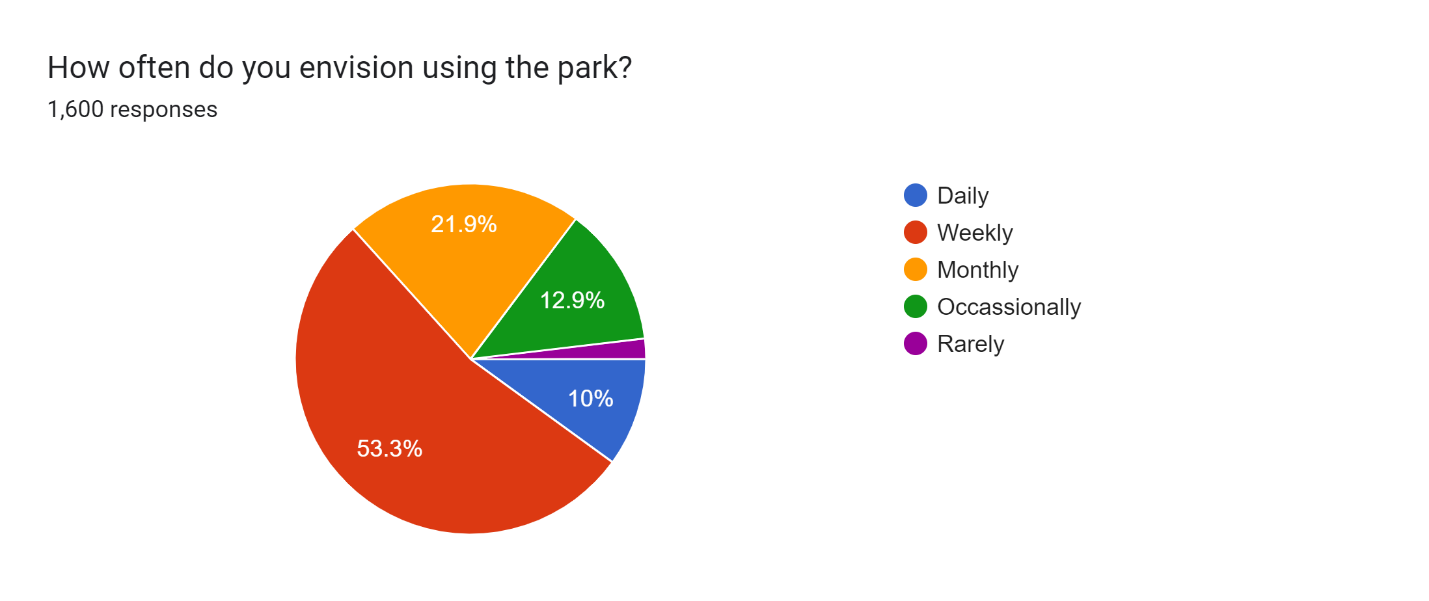 How often do you envision using the park?
1,600 responses
21.9%
12.9%
10%
53.3%
Daily
Weekly
Monthly
Occassionally
Rarely